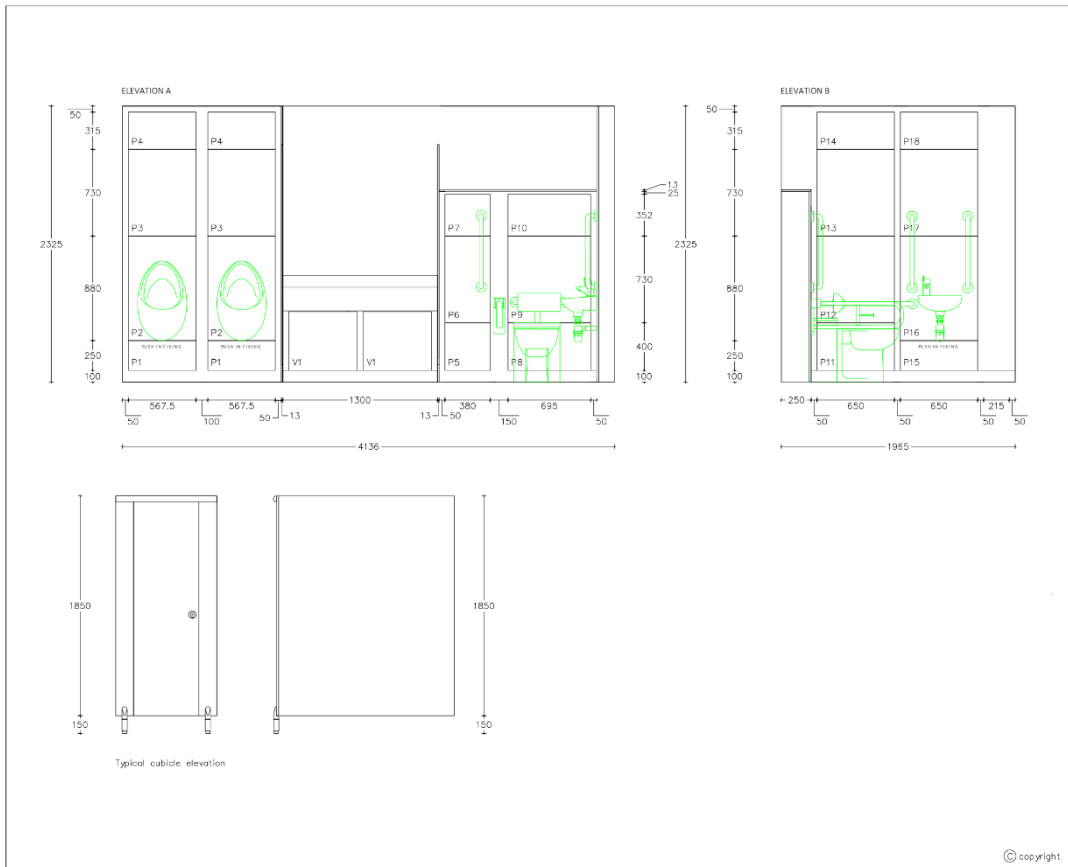 ELEVATION A
ELEVATION B
50
315
730
2325
880
250
100
P4
P4
P3
P3
P2
P2
PUSH IN FIXING
PUSH IN FIXING
P1
P1
V1
V1
P7
P10
P6
P9
P5
P8
13
25
352
730
400
100
50
315
730
2325
880
250
100
P14
P18
P13
P17
P12
P16
PUSH IN FIXING
P11
P15
567.5
567.5
1300
380
695
50
100
50
13
13
50
150
50
4136
250
650
650
215
50
50
50
50
1965
1850
150
1850
150
Typical cubicle elevation
© copyright